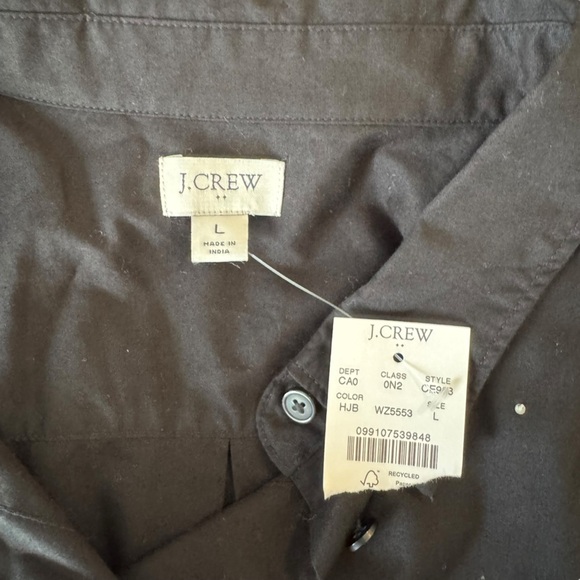 J.CREW
L
MADE IN
INDIA
J.CREW
DEPT CLASS STYLE
CA0 0N2
COLOR
HJB WZ5553 L
099107539848
RECYCLED